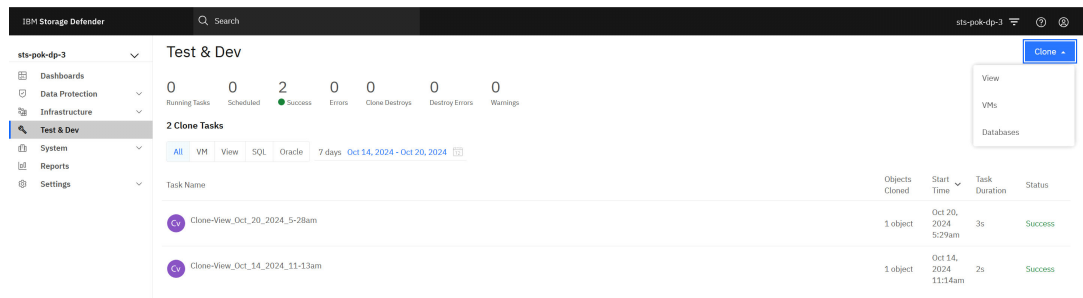 IBM Storage Defender
Search
sts-pok-dp-3
sts-pok-dp-3
Dashboards
Data Protection
Infrastructure
Test & Dev
System
Reports
Settings
Test & Dev
Clone
View
VMs
Databases
0 0 2 0 0 0 0
Running Tasks Scheduled Success Errors Clone Destroys Destroy Errors Warnings
2 Clone Tasks
All VM View SQL Oracle 7 days Oct 14, 2024 - Oct 20, 2024
Task Name Objects Cloned Start Time Task Duration Status
Cv Clone-View_Oct_20_2024_5-28am 1 object Oct 20, 2024 5:29am 3s Success
Cv Clone-View_Oct_14_2024_11-13am 1 object Oct 14, 2024 11:14am 2s Success